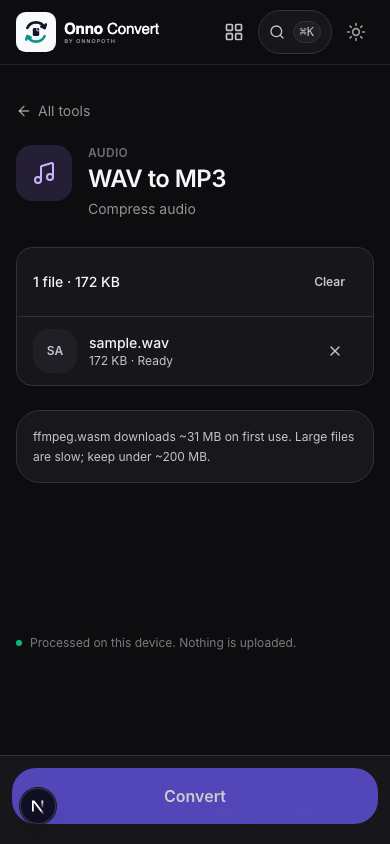 Onno Convert
BY ONNOPOTH
⌘K
All tools
AUDIO
WAV to MP3
Compress audio
1 file · 172 KB
Clear
SA
sample.wav
172 KB · Ready
ffmpeg.wasm downloads ~31 MB on first use. Large files
are slow; keep under ~200 MB.
Processed on this device. Nothing is uploaded.
Convert
N